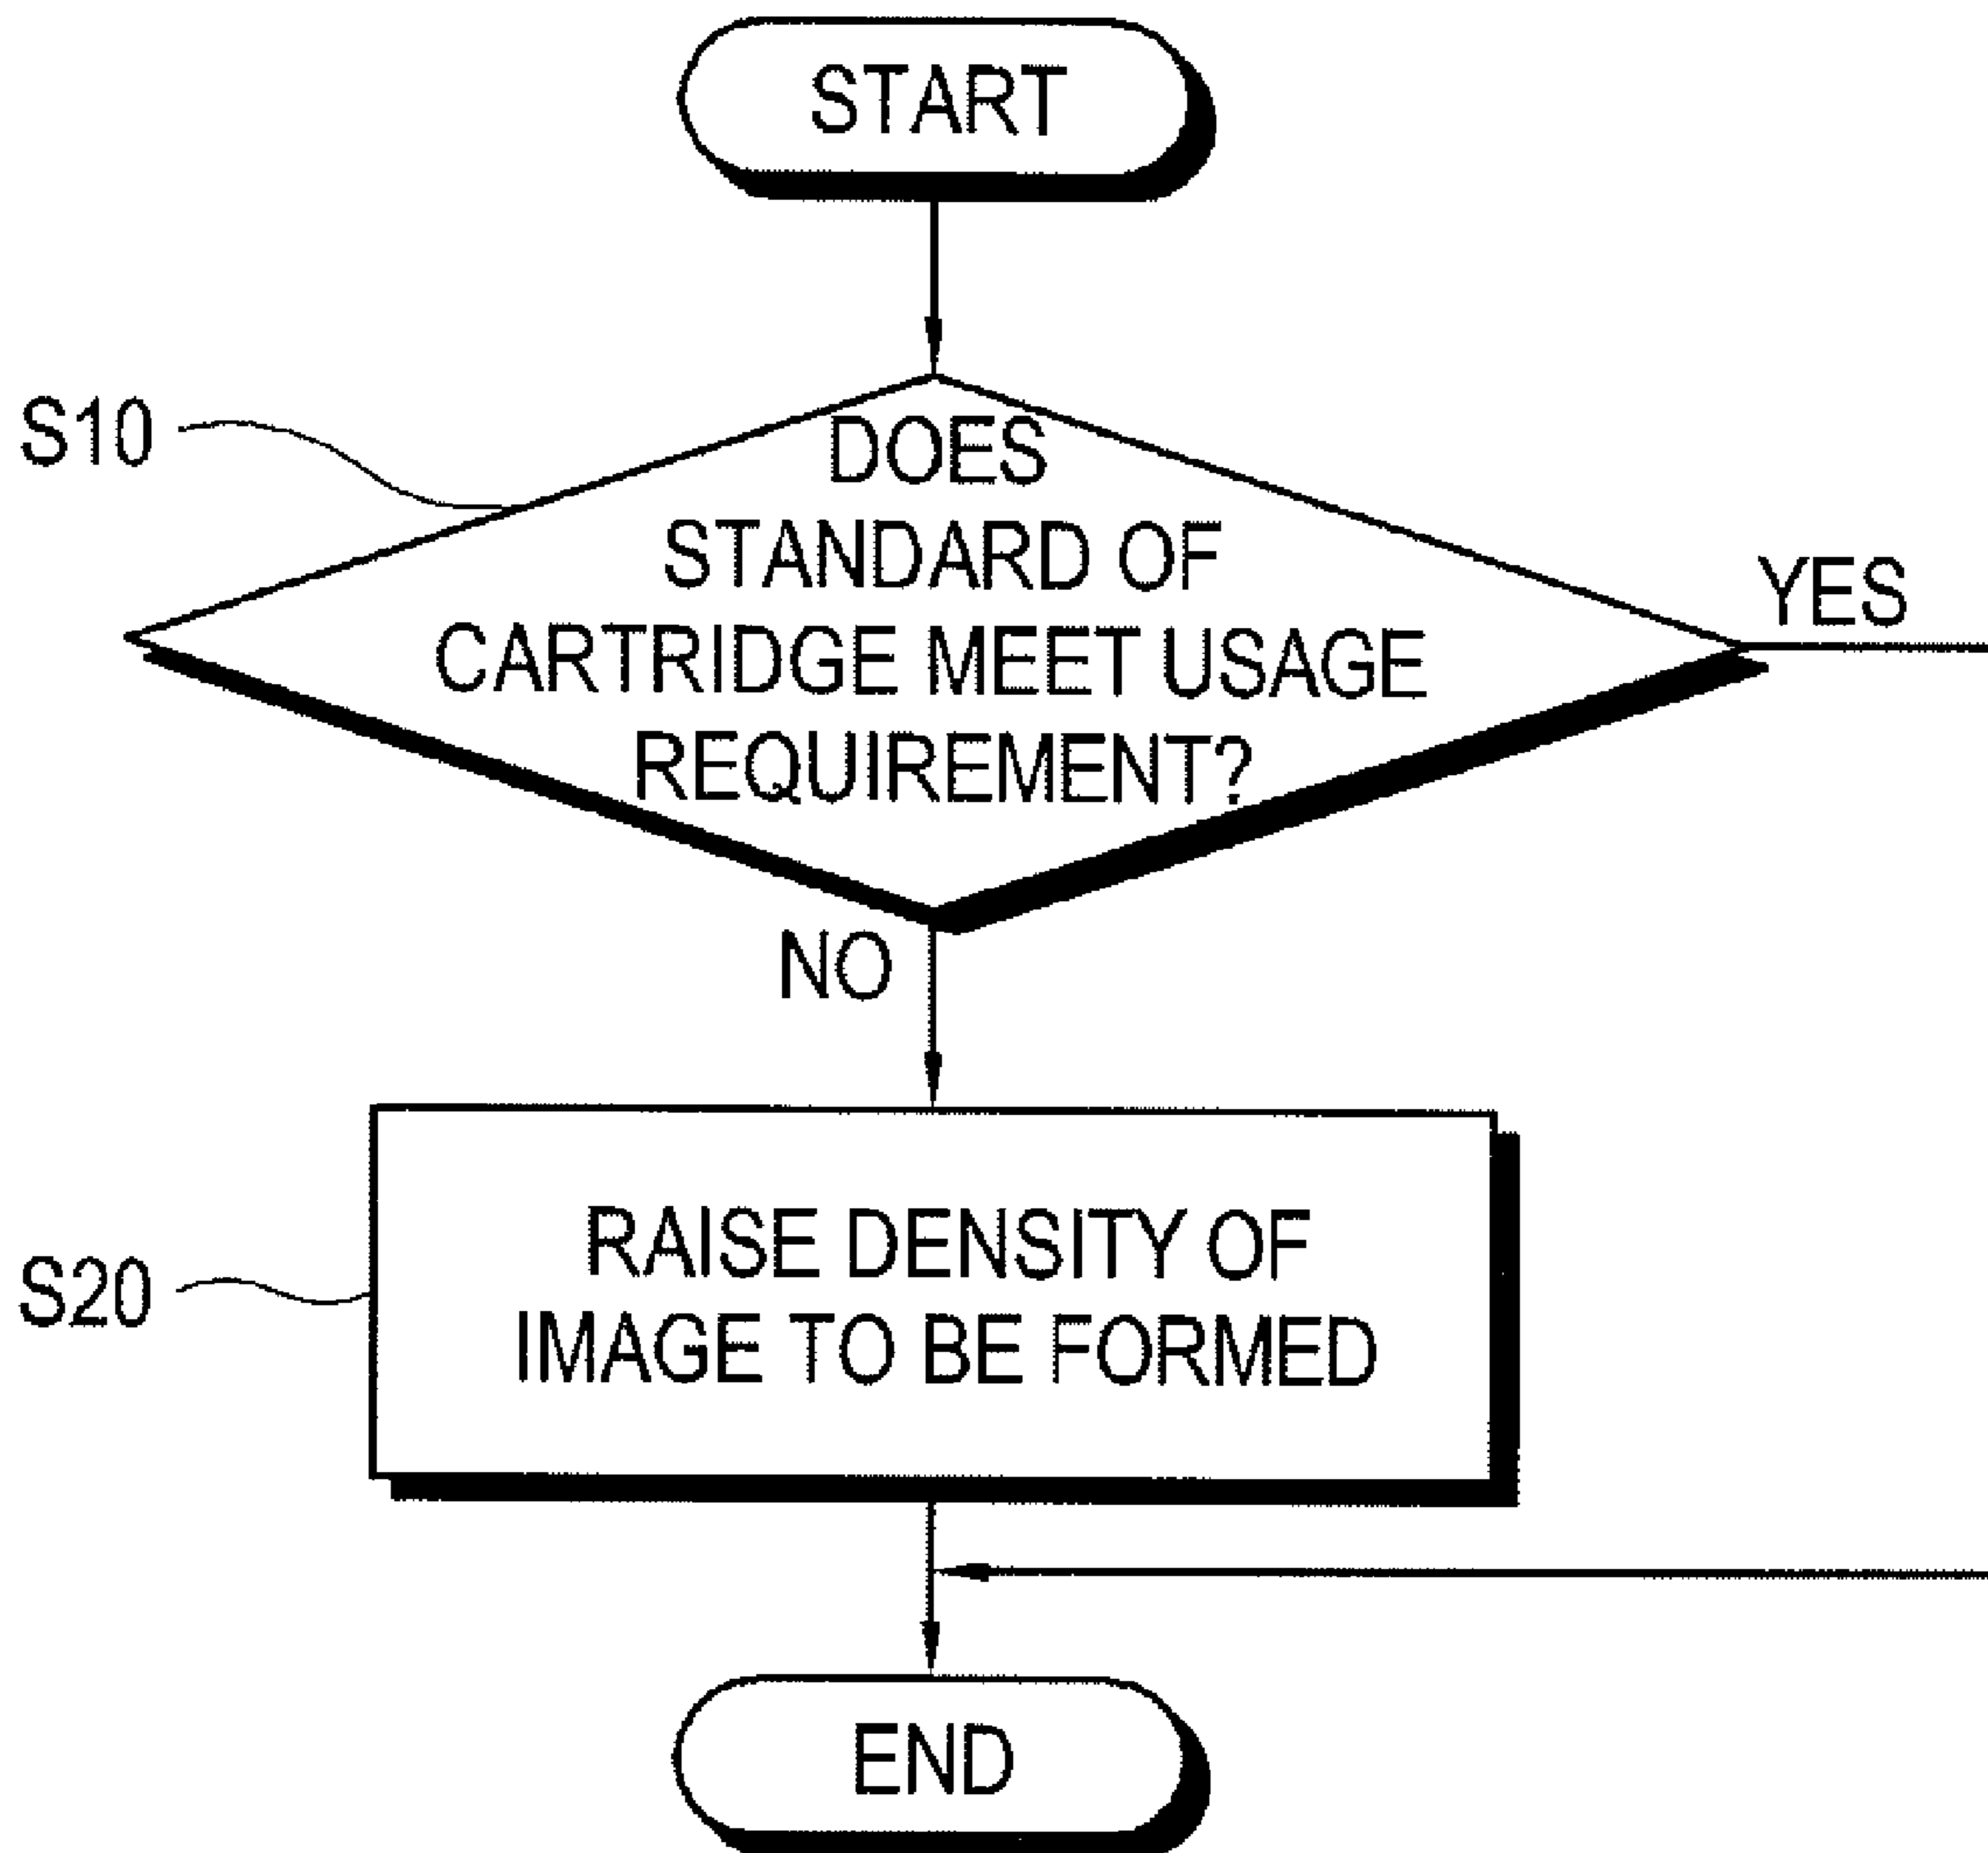 START
S10
DOES
STANDARD OF
CARTRIDGE MEET USAGE
REQUIREMENT?
YES
NO
S20
RAISE DENSITY OF
IMAGE TO BE FORMED
END